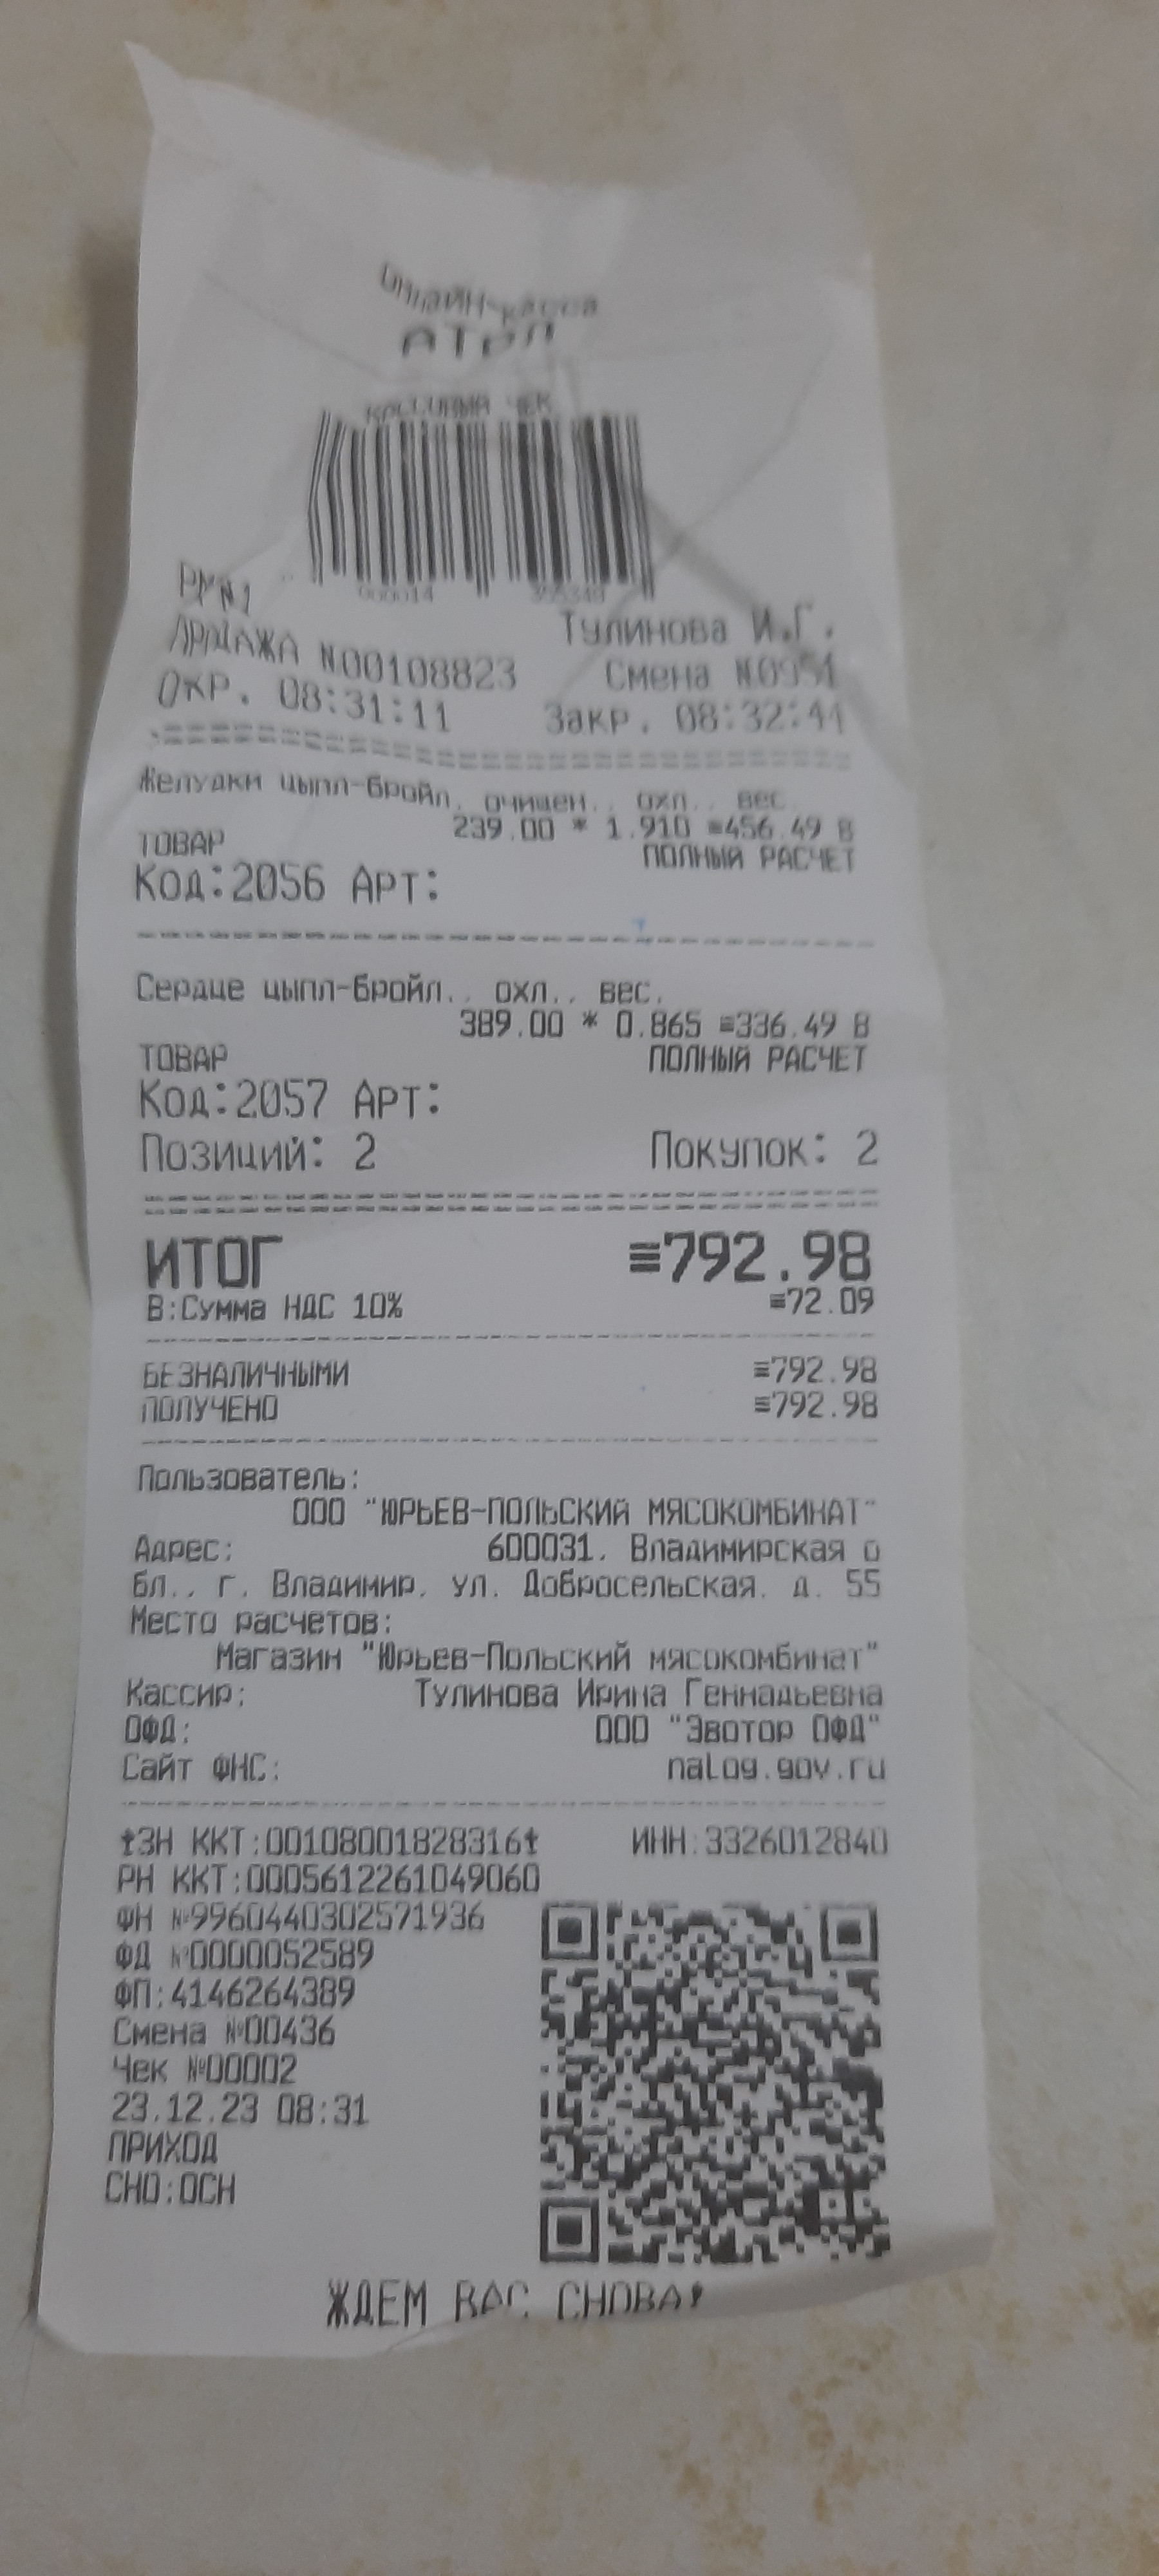 ОНЛАЙН-касса
АТОЛ
КАССОВЫЙ ЧЕК
РМ№1 Тулинова И.Г.
ПРОДАЖА N00108823 Смена N0951
Окр. 08:31:11 Закр. 08:32:44
Желудки цыпл-бройл. очищен., охл., вес.
239.00 * 1.910 ≡456.49 В
ТОВАР ПОЛНЫЙ РАСЧЕТ
Код:2056 Арт:
Сердце цыпл-бройл., охл., вес.
389.00 * 0.865 ≡336.49 В
ТОВАР ПОЛНЫЙ РАСЧЕТ
Код:2057 Арт:
Позиций: 2 Покупок: 2
ИТОГ ≡792.98
В:Сумма НДС 10% ≡72.09
БЕЗНАЛИЧНЫМИ ≡792.98
ПОЛУЧЕНО ≡792.98
Пользователь:
ООО "ЮРЬЕВ-ПОЛЬСКИЙ МЯСОКОМБИНАТ"
Адрес: 600031, Владимирская о
бл., г. Владимир, ул. Добросельская, д. 55
Место расчетов:
Магазин "Юрьев-Польский мясокомбинат"
Кассир: Тулинова Ирина Геннадьевна
ОФД: ООО "Эвотор ОФД"
Сайт ФНС: nalog.gov.ru
ЗН ККТ:00108001828316 ИНН:3326012840
РН ККТ:0005612261049060
ФН №9960440302571936
ФД №0000052589
ФП:4146264389
Смена №00436
Чек №00002
23.12.23 08:31
ПРИХОД
СНО:ОСН
ЖДЕМ ВАС СНОВА!